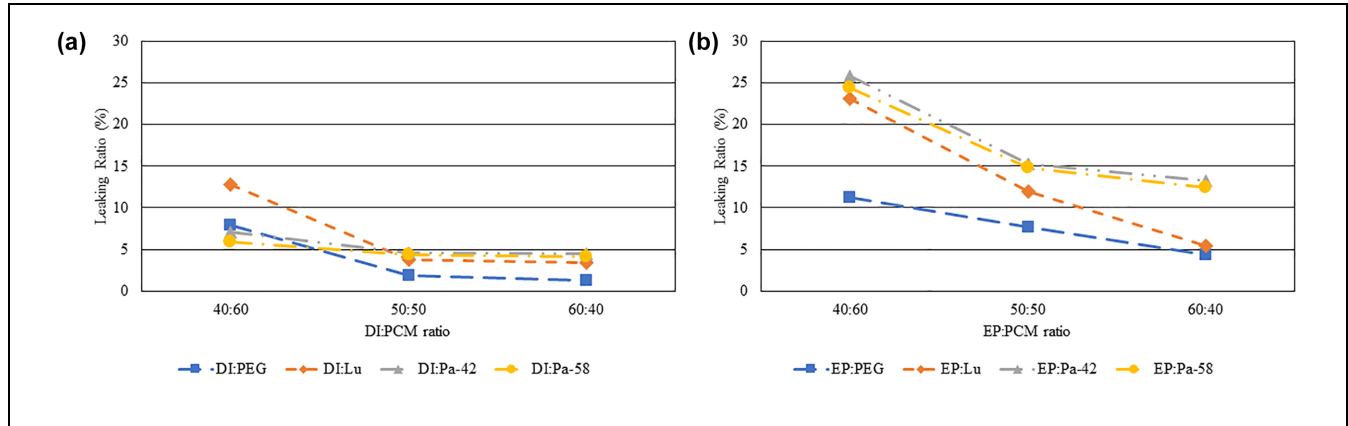 (a)
30
25
20
15
10
5
0
Leaking Ratio (%)
40:60 50:50 60:40
DI:PCM ratio
DI:PEG DI:Lu DI:Pa-42 DI:Pa-58
(b)
30
25
20
15
10
5
0
Leaking Ratio (%)
40:60 50:50 60:40
EP:PCM ratio
EP:PEG EP:Lu EP:Pa-42 EP:Pa-58